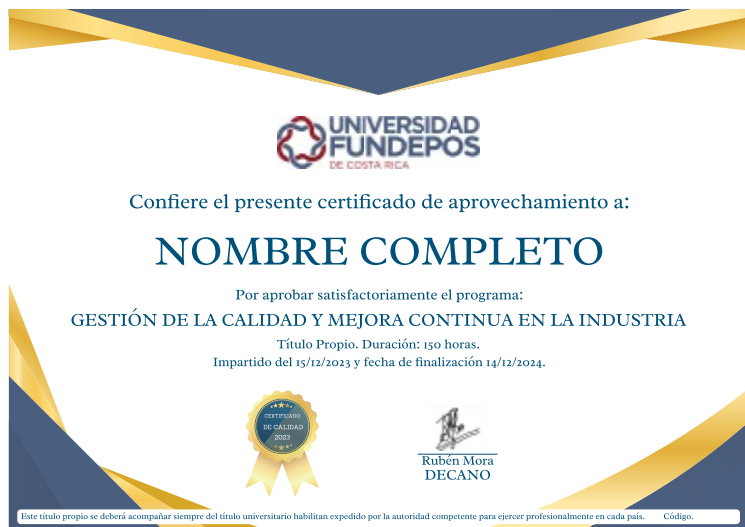 UNIVERSIDAD
FUNDEPOS
DE COSTA RICA
Confiere el presente certificado de aprovechamiento a:
NOMBRE COMPLETO
Por aprobar satisfactoriamente el programa:
GESTIÓN DE LA CALIDAD Y MEJORA CONTINUA EN LA INDUSTRIA
Título Propio. Duración: 150 horas.
Impartido del 15/12/2023 y fecha de finalización 14/12/2024.
CERTIFICADO
DE CALIDAD
2023
Rubén Mora
DECANO
Este título propio se deberá acompañar siempre del título universitario habilitan expedido por la autoridad competente para ejercer profesionalmente en cada país. Código.